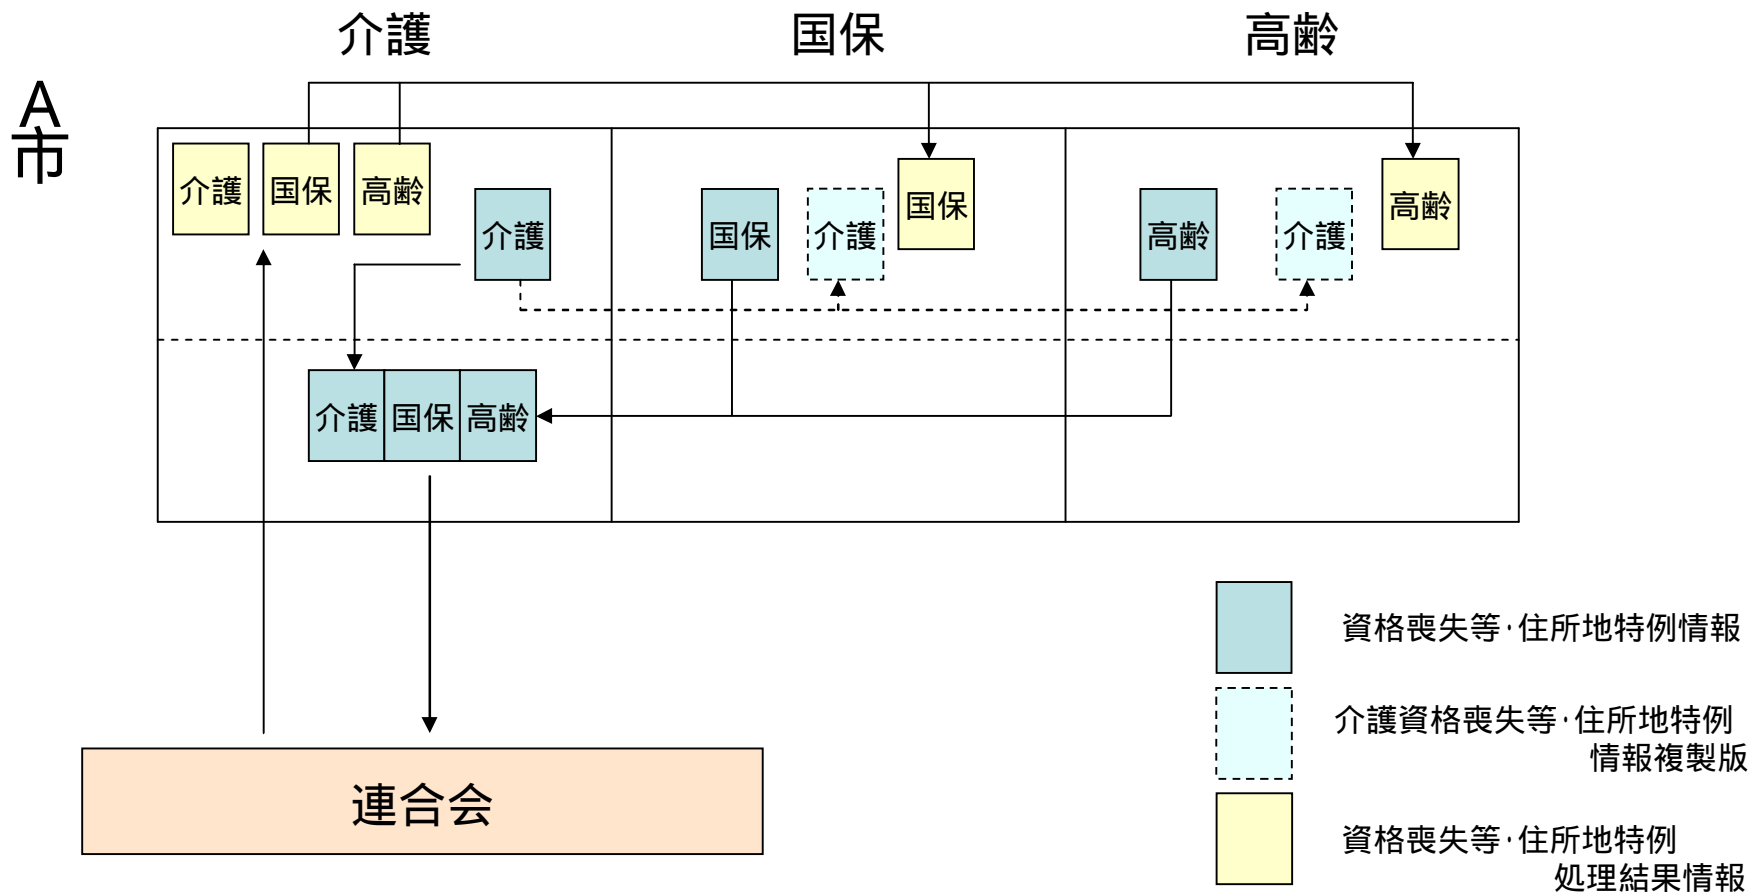 介護 国保 高齢
A市
介護 国保 高齢 介護 国保 介護 国保 高齢 介護 高齢
介護 国保 高齢
連合会
資格喪失等・住所地特例情報
介護資格喪失等・住所地特例
情報複製版
資格喪失等・住所地特例
処理結果情報